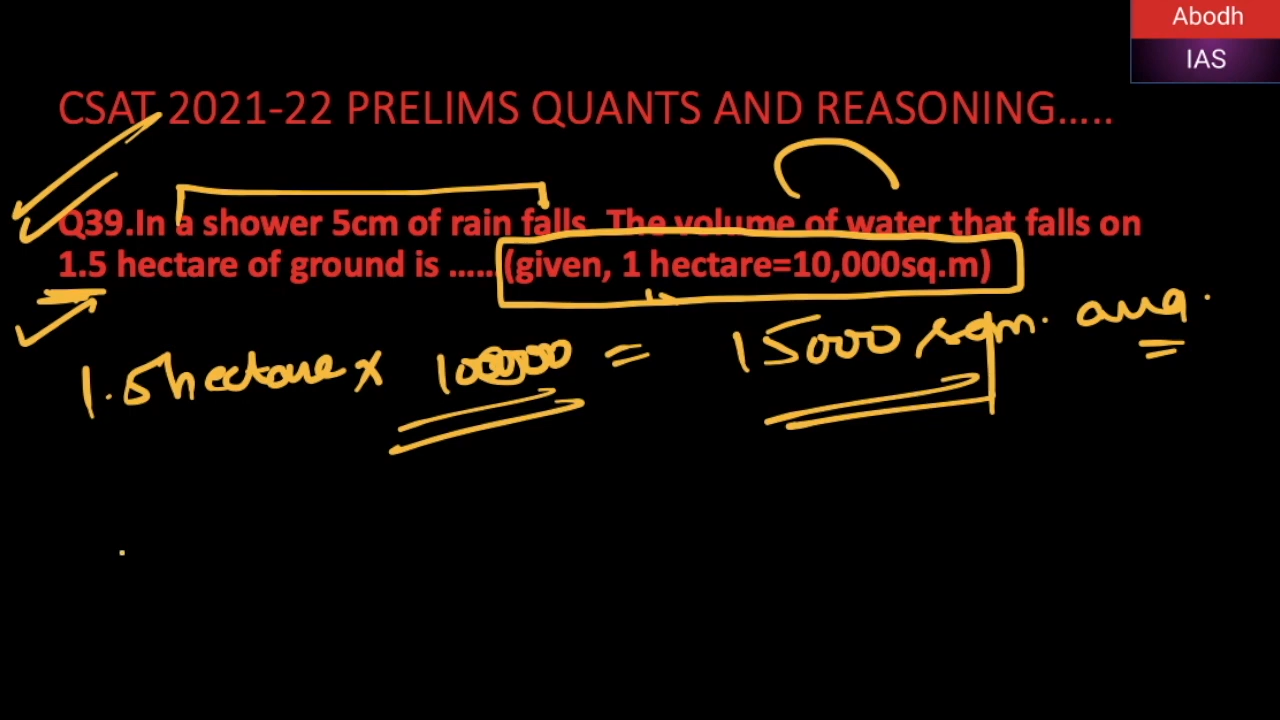 Abodh
IAS
CSAT 2021-22 PRELIMS QUANTS AND REASONING.....
Q39.In a shower 5cm of rain falls. The volume of water that falls on
1.5 hectare of ground is ......(given, 1 hectare=10,000sq.m)
1.5 hectare x = 15000 sqm. area.